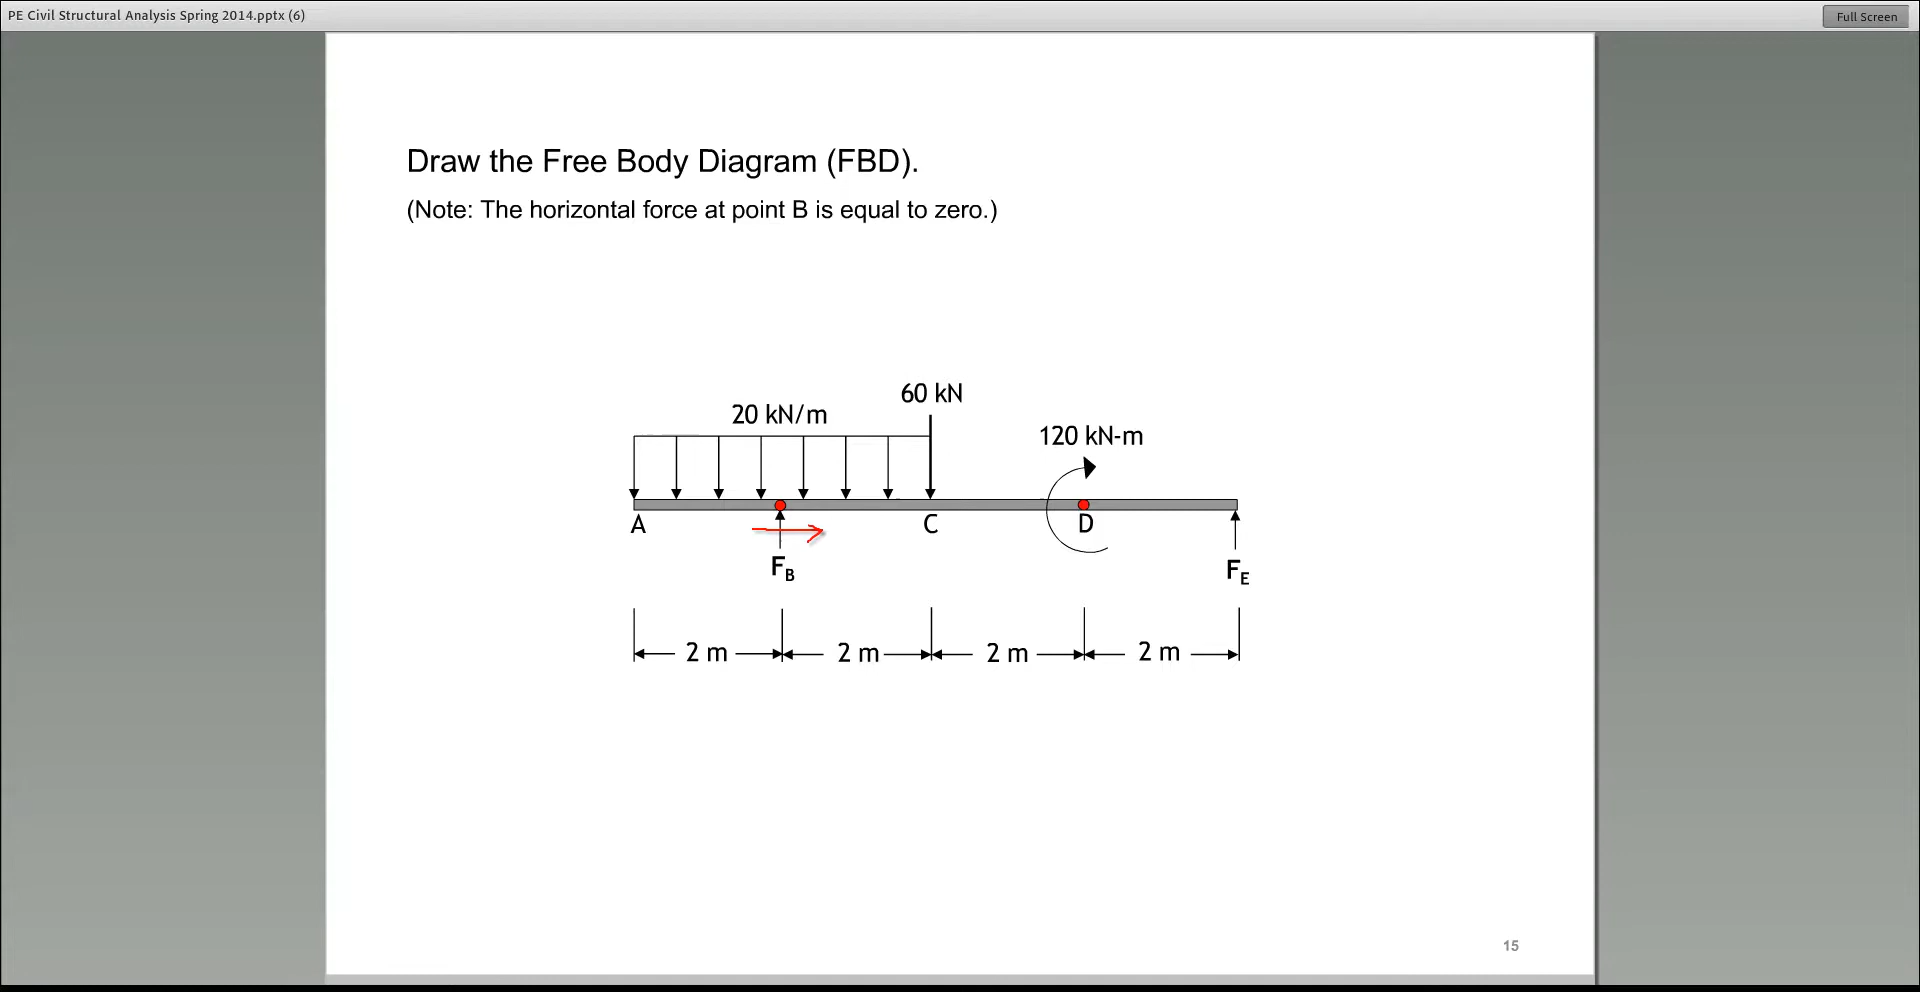 PE Civil Structural Analysis Spring 2014.pptx (6)
Full Screen
Draw the Free Body Diagram (FBD).
(Note: The horizontal force at point B is equal to zero.)
60 kN
20 kN/m
120 kN-m
A
C
D
FB
FE
2 m
2 m
2 m
2 m
15